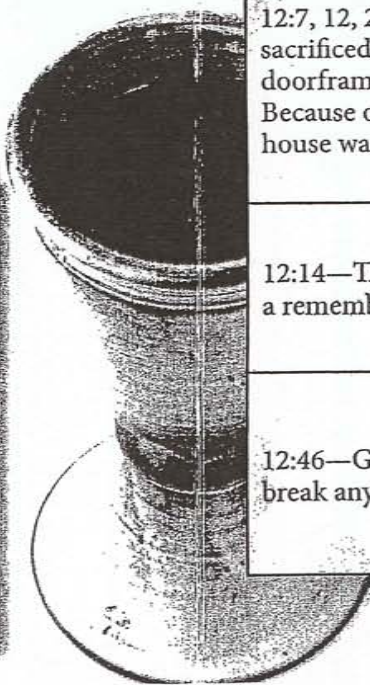 12:7, 12, 2
sacrificed
doorfram
Because o
house wa
12:14—T
a rememb
12:46—G
break any